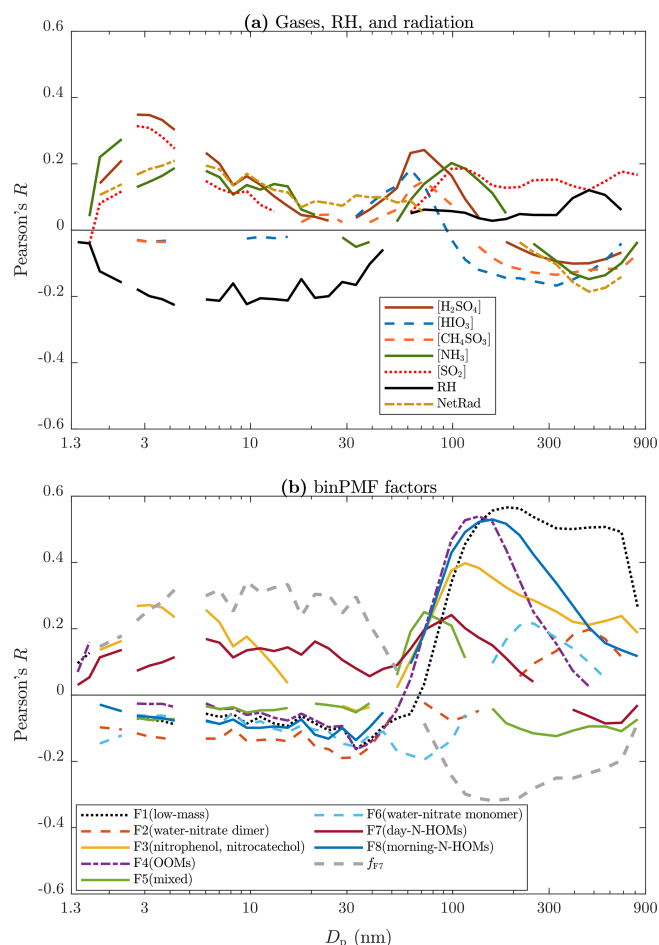 (a) Gases, RH, and radiation
0.6
0.4
0.2
0
-0.2
-0.4
-0.6
Pearson's R
1.3
3
10
30
100
300
900
[H₂SO₄]
[HIO₃]
[CH₄SO₃]
[NH₃]
[SO₂]
RH
NetRad
(b) binPMF factors
0.6
0.4
0.2
0
-0.2
-0.4
-0.6
Pearson's R
F1(low-mass)
F2(water-nitrate dimer)
F3(nitrophenol, nitrocatechol)
F4(OOMs)
F5(mixed)
F6(water-nitrate monomer)
F7(day-N-HOMs)
F8(morning-N-HOMs)
f_F7
1.3
3
10
30
100
300
900
Dₚ (nm)